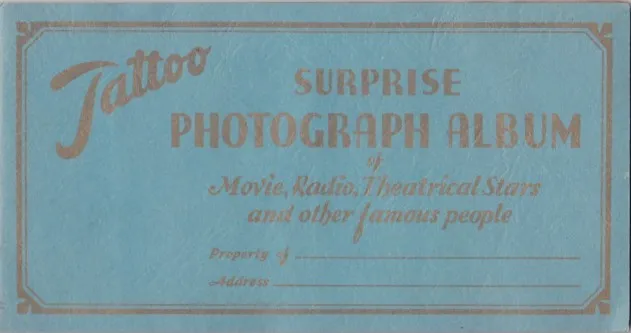 Tattoo
SURPRISE
PHOTOGRAPH ALBUM
of
Movie, Radio, Theatrical Stars
and other famous people
Property of
Address